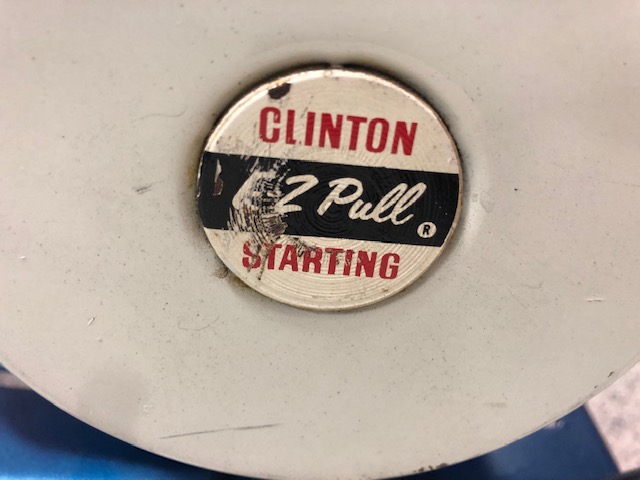 CLINTON
E-Z Pull ®
STARTING